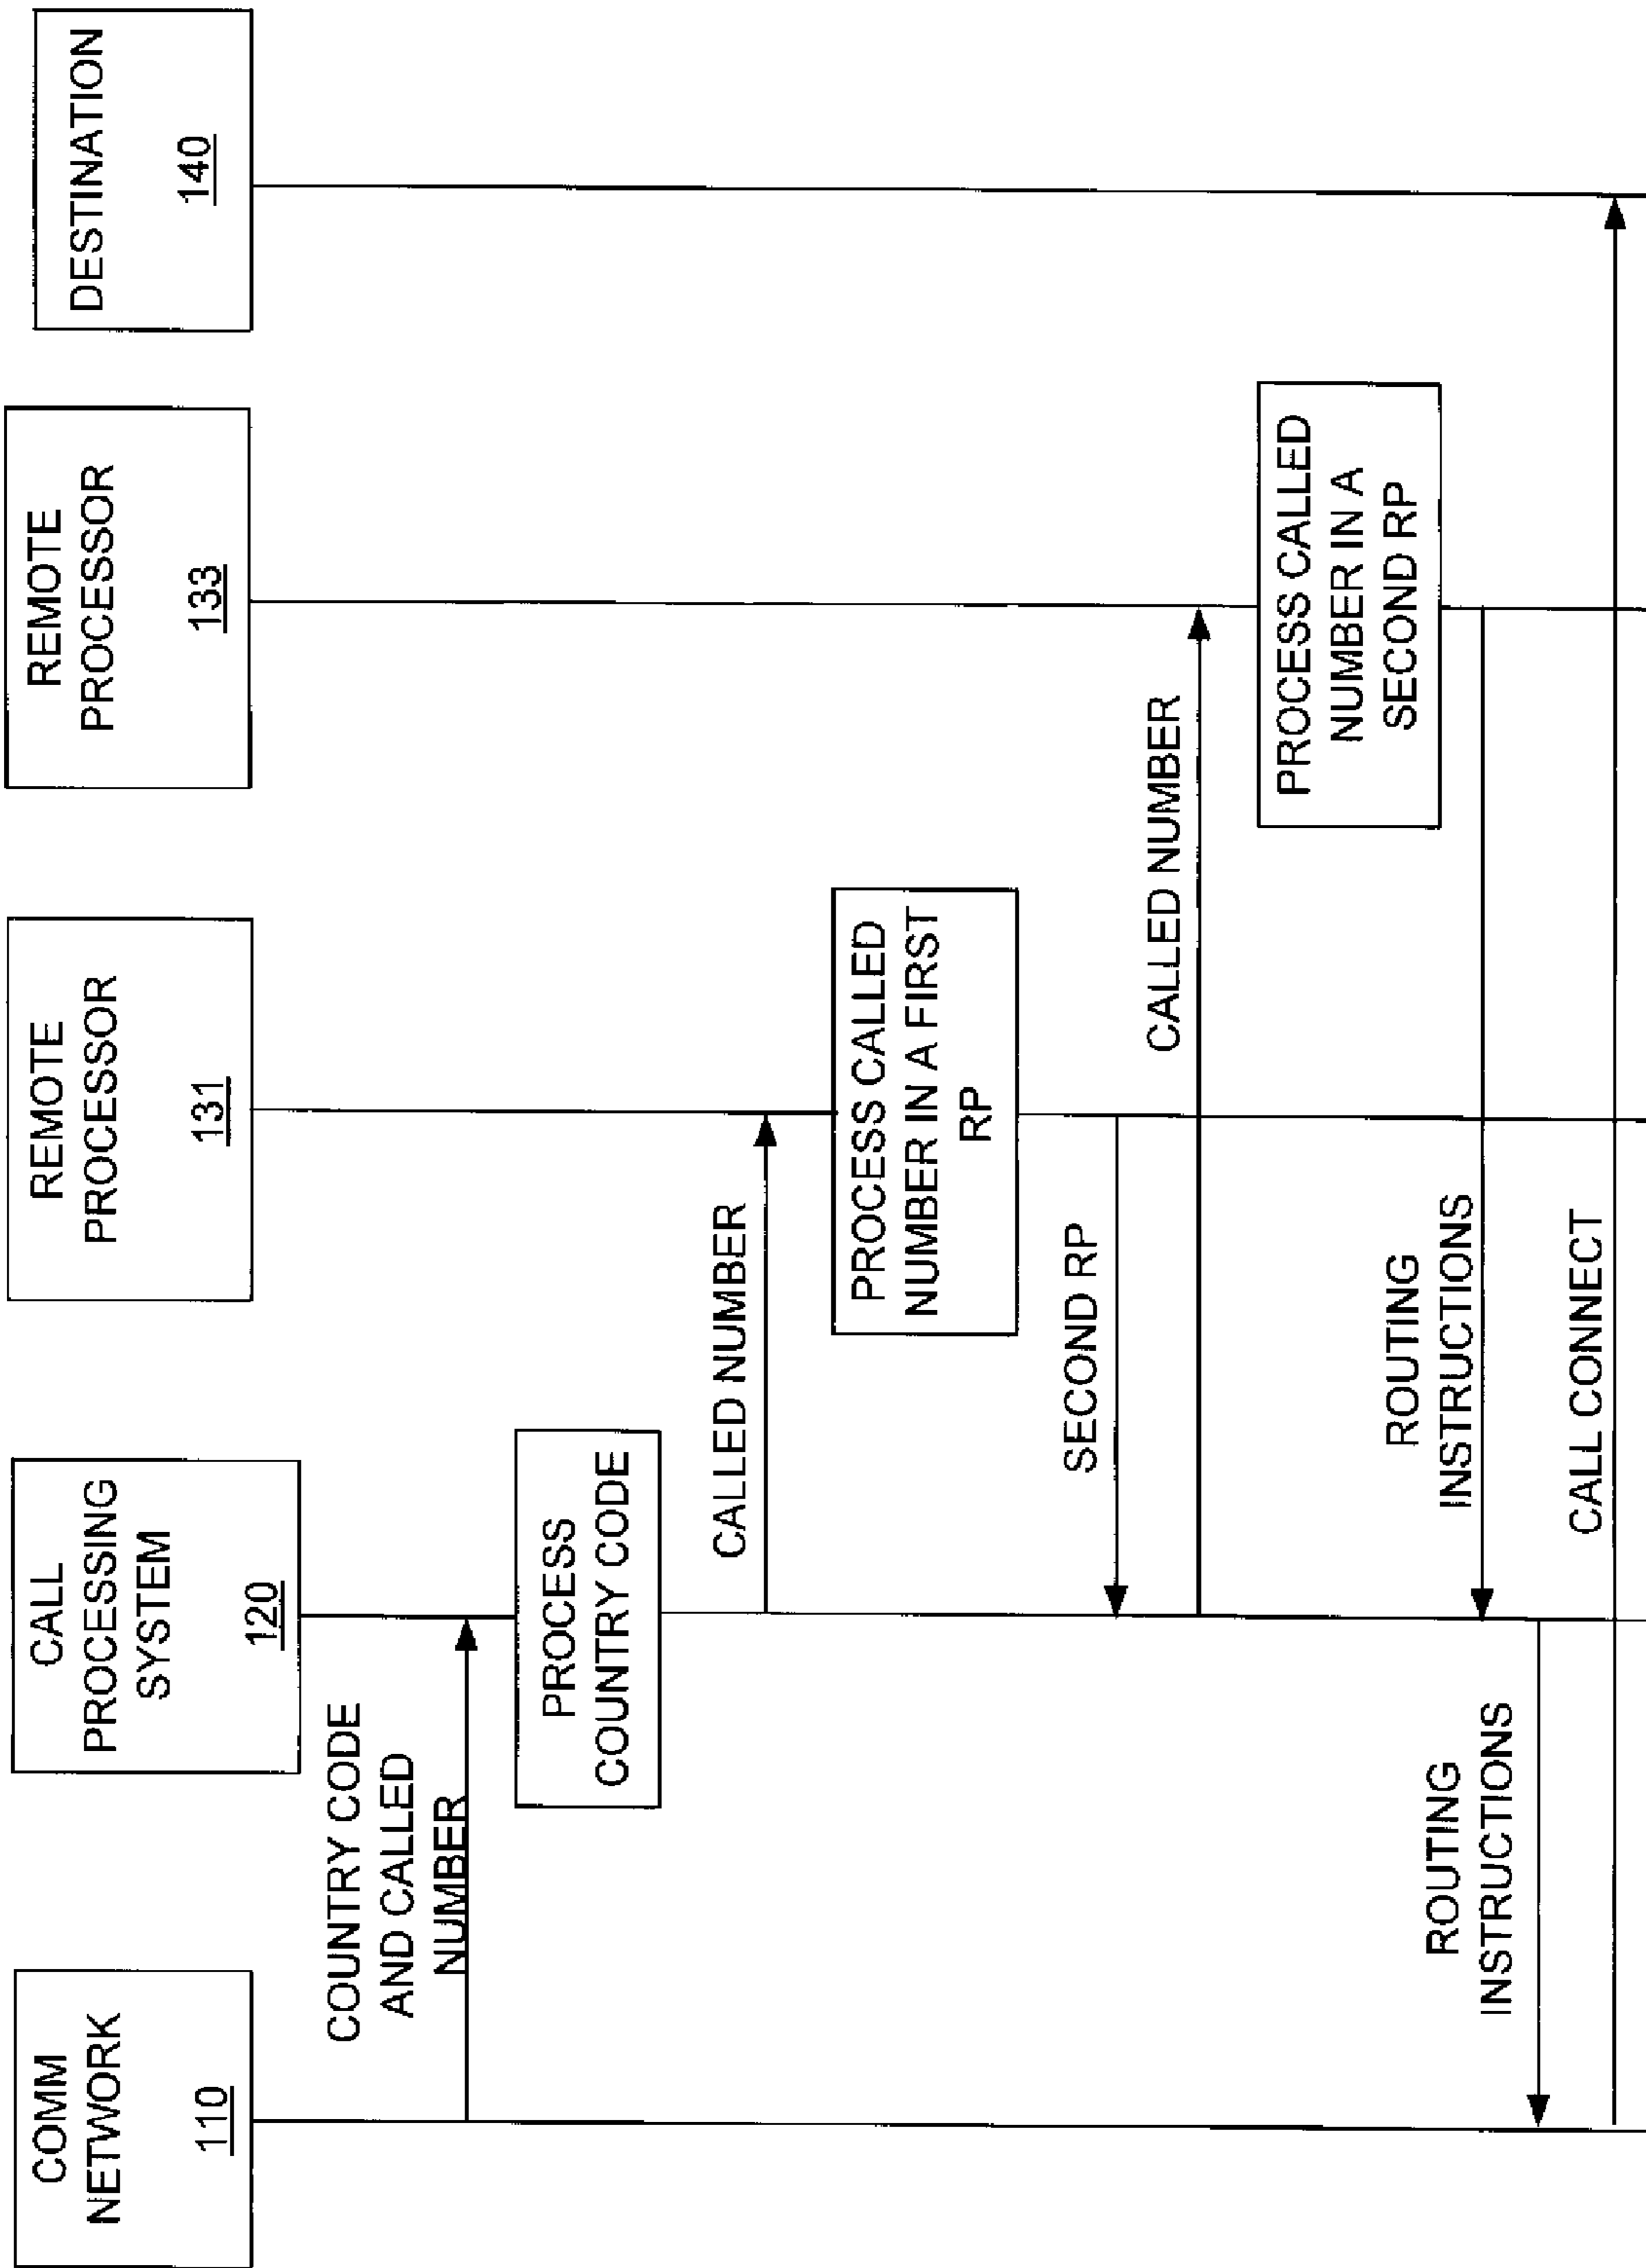 COMM
NETWORK
110
CALL
PROCESSING
SYSTEM
120
REMOTE
PROCESSOR
131
REMOTE
PROCESSOR
133
DESTINATION
140
COUNTRY CODE
AND CALLED
NUMBER
PROCESS
COUNTRY CODE
CALLED NUMBER
PROCESS CALLED
NUMBER IN A FIRST
RP
SECOND RP
CALLED NUMBER
PROCESS CALLED
NUMBER IN A
SECOND RP
ROUTING
INSTRUCTIONS
ROUTING
INSTRUCTIONS
CALL CONNECT